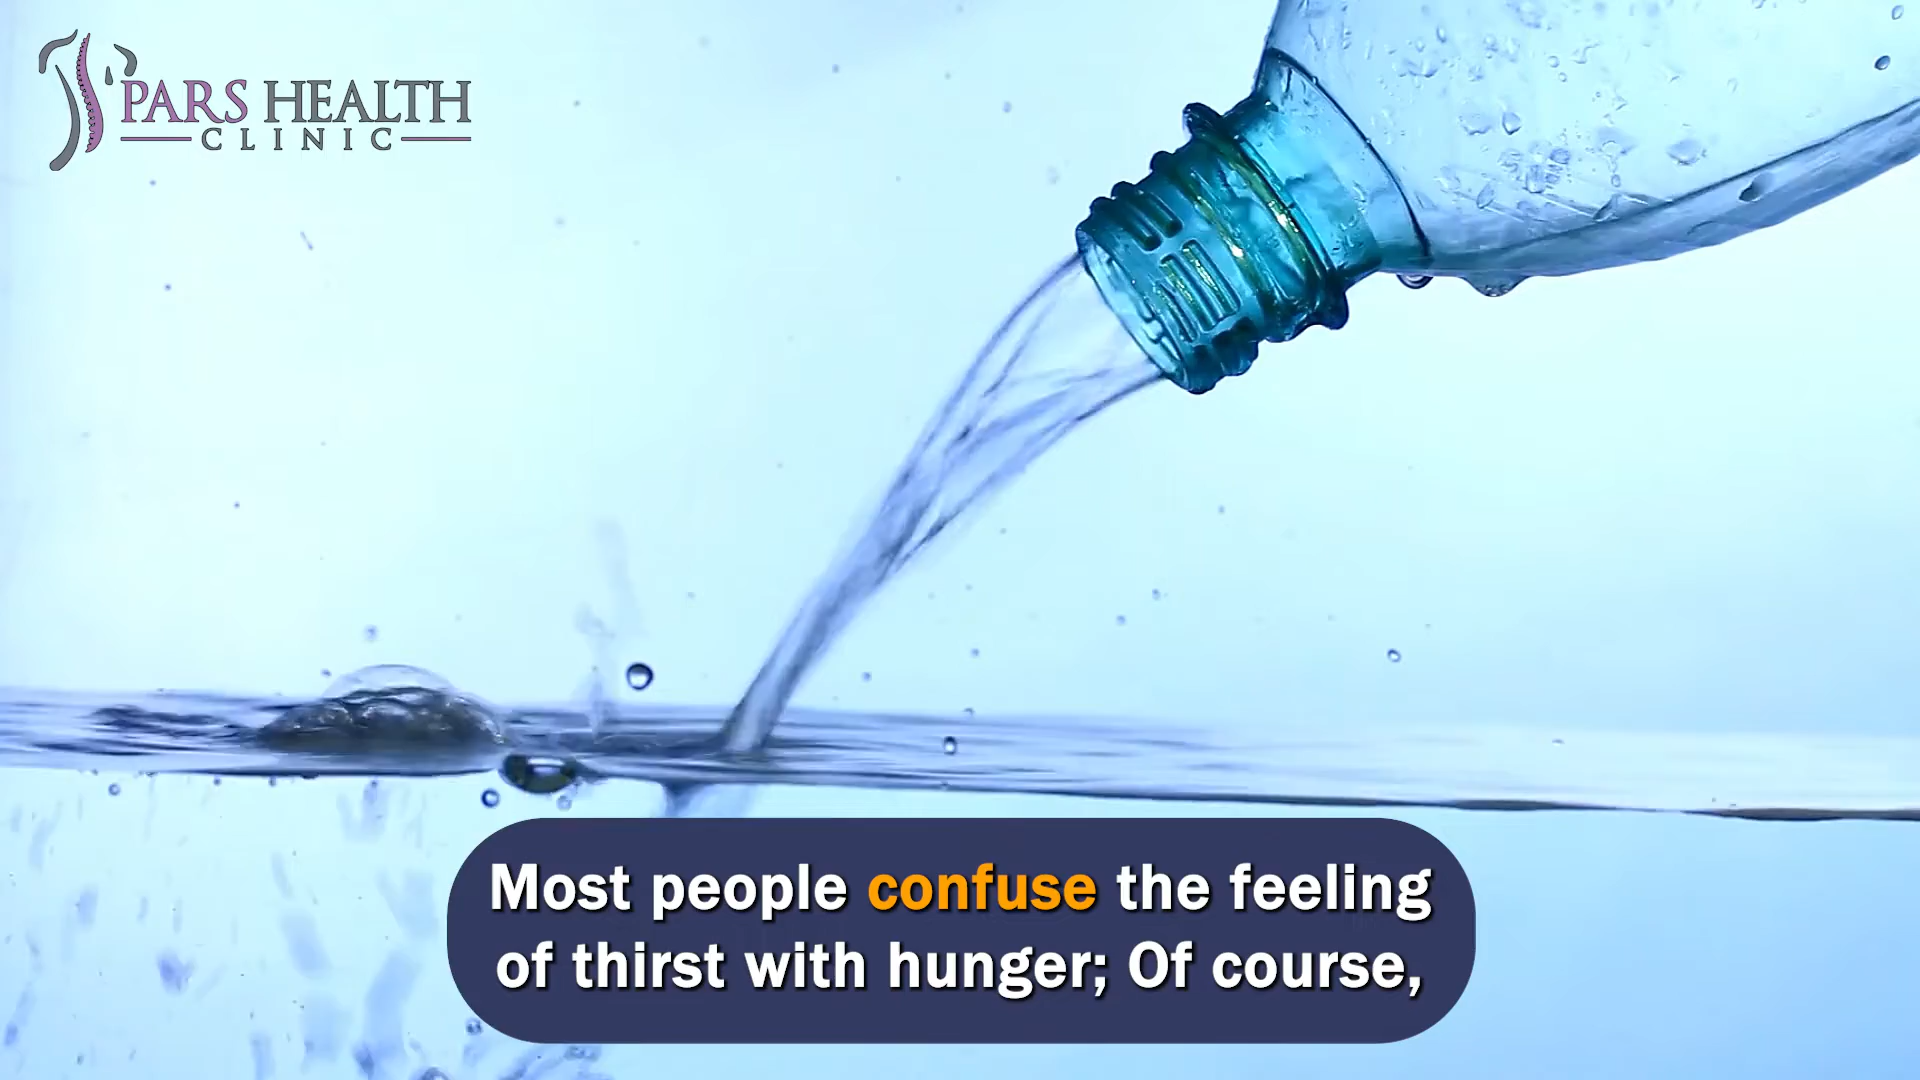 PARS HEALTH
CLINIC
Most people confuse the feeling
of thirst with hunger; Of course,